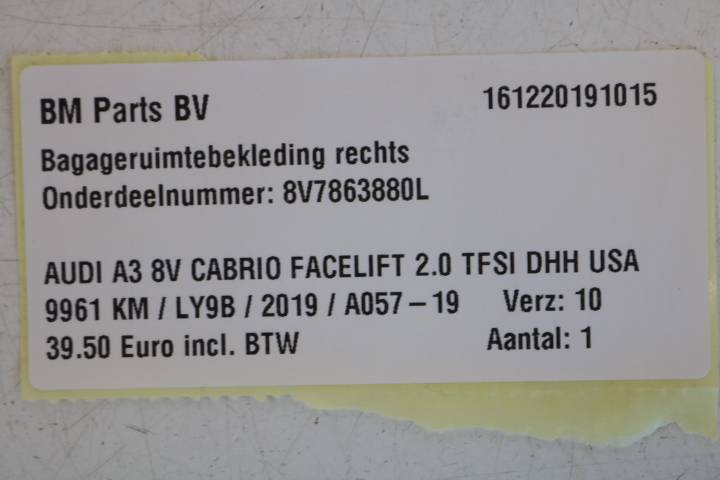 BM Parts BV 161220191015
Bagageruimtebekleding rechts
Onderdeelnummer: 8V7863880L
AUDI A3 8V CABRIO FACELIFT 2.0 TFSI DHH USA
9961 KM / LY9B / 2019 / A057-19 Verz: 10
39.50 Euro incl. BTW Aantal: 1